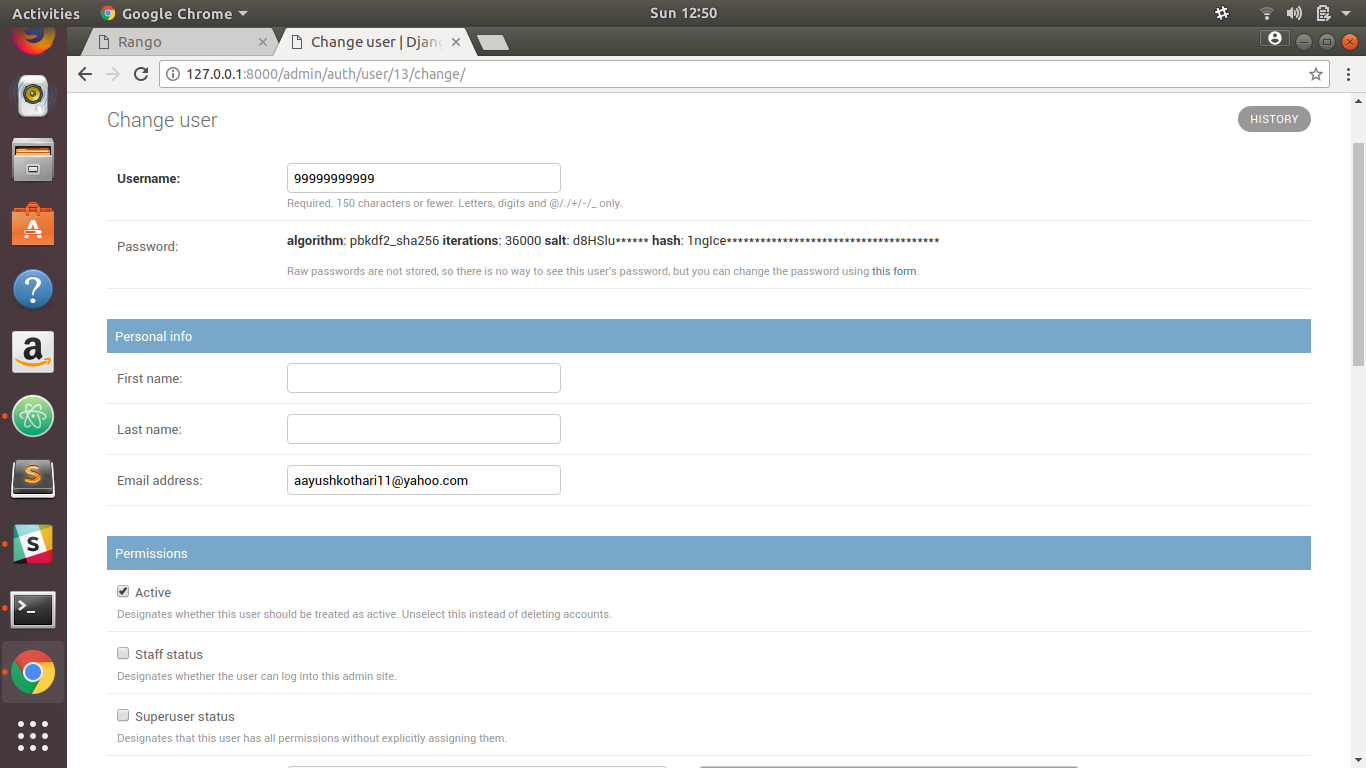 Activities Google Chrome Sun 12:50
Rango Change user | Djan
127.0.0.1:8000/admin/auth/user/13/change/
Change user HISTORY
Username: 99999999999
Required. 150 characters or fewer. Letters, digits and @/./+/-/_ only.
Password: algorithm: pbkdf2_sha256 iterations: 36000 salt: d8HSlu****** hash: 1ngIce**************************************
Raw passwords are not stored, so there is no way to see this user's password, but you can change the password using this form.
Personal info
First name:
Last name:
Email address: aayushkothari11@yahoo.com
Permissions
Active
Designates whether this user should be treated as active. Unselect this instead of deleting accounts.
Staff status
Designates whether the user can log into this admin site.
Superuser status
Designates that this user has all permissions without explicitly assigning them.